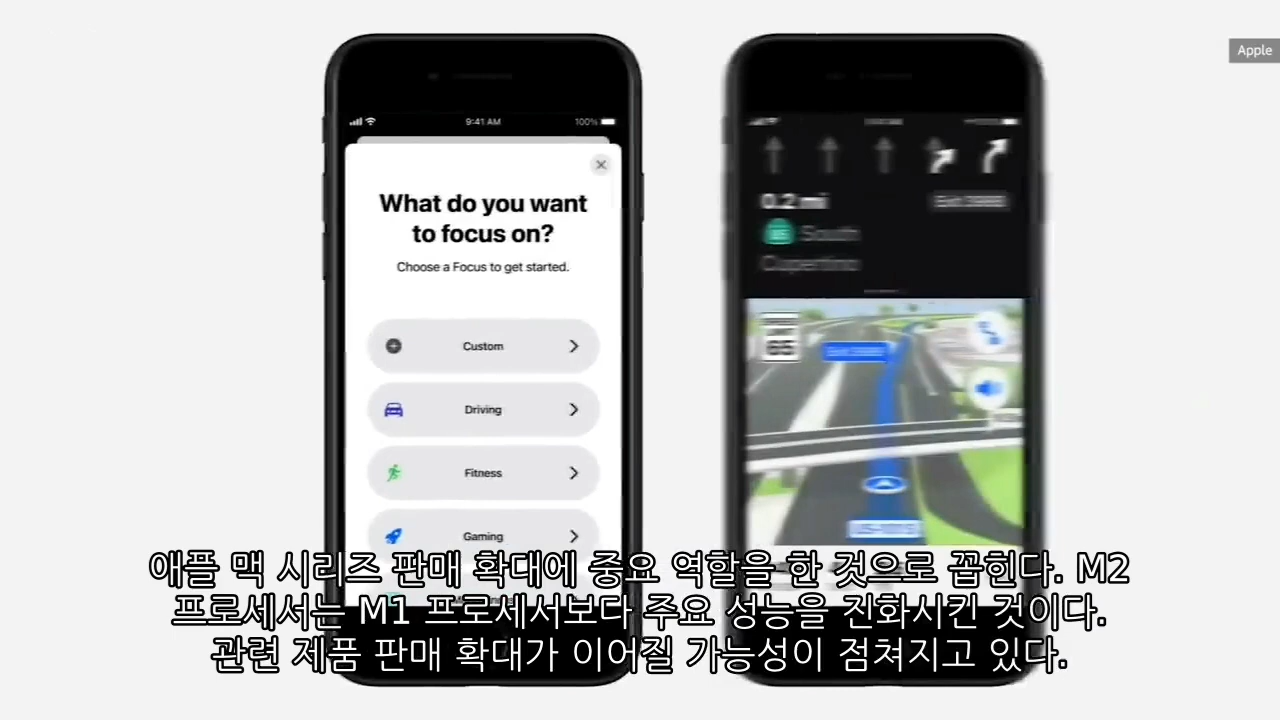 Apple
9:41 AM
100%
What do you want
to focus on?
Choose a Focus to get started.
Custom
Driving
Fitness
Gaming
0.2 mi
South
Cupertino
65
애플 맥 시리즈 판매 확대에 중요 역할을 한 것으로 꼽힌다. M2
프로세서는 M1 프로세서보다 주요 성능을 진화시킨 것이다.
관련 제품 판매 확대가 이어질 가능성이 점쳐지고 있다.